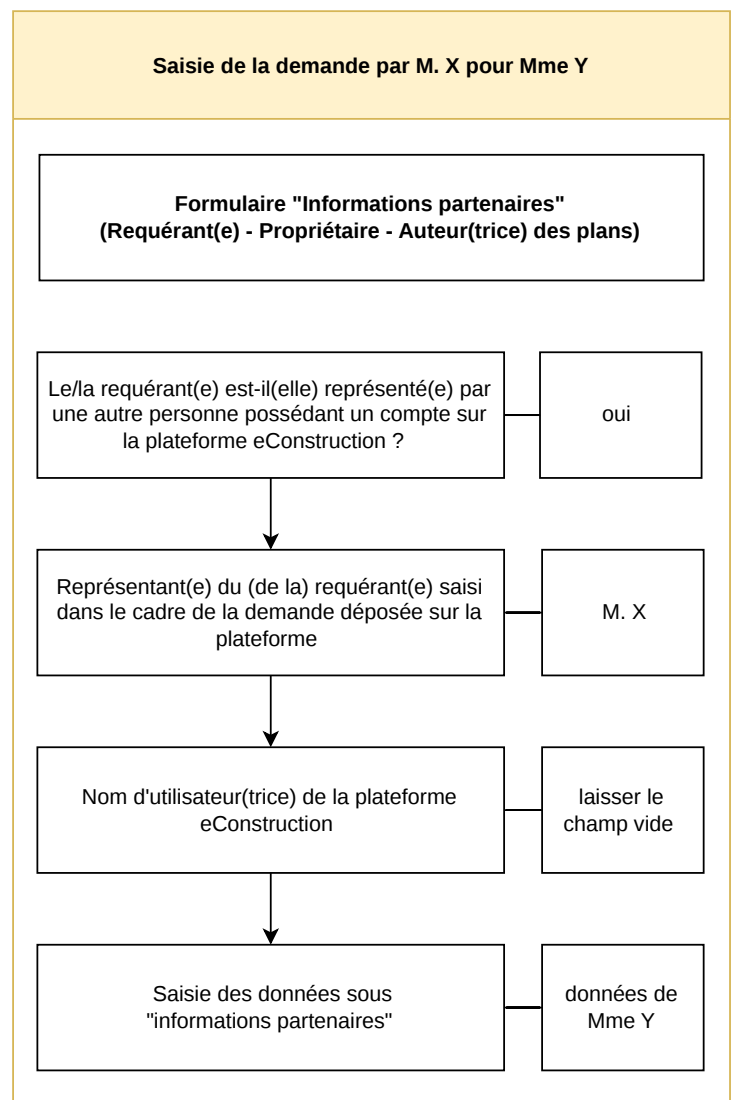 Saisie de la demande par M. X pour Mme Y
Formulaire "Informations partenaires"
(Requérant(e) - Propriétaire - Auteur(trice) des plans)
Le/la requérant(e) est-il(elle) représenté(e) par
une autre personne possédant un compte sur
la plateforme eConstruction ?
oui
Représentant(e) du (de la) requérant(e) saisi
dans le cadre de la demande déposée sur la
plateforme
M. X
Nom d'utilisateur(trice) de la plateforme
eConstruction
laisser le
champ vide
Saisie des données sous
"informations partenaires"
données de
Mme Y